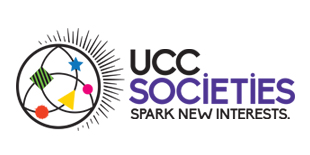 UCC
SOCIETIES
SPARK NEW INTERESTS.